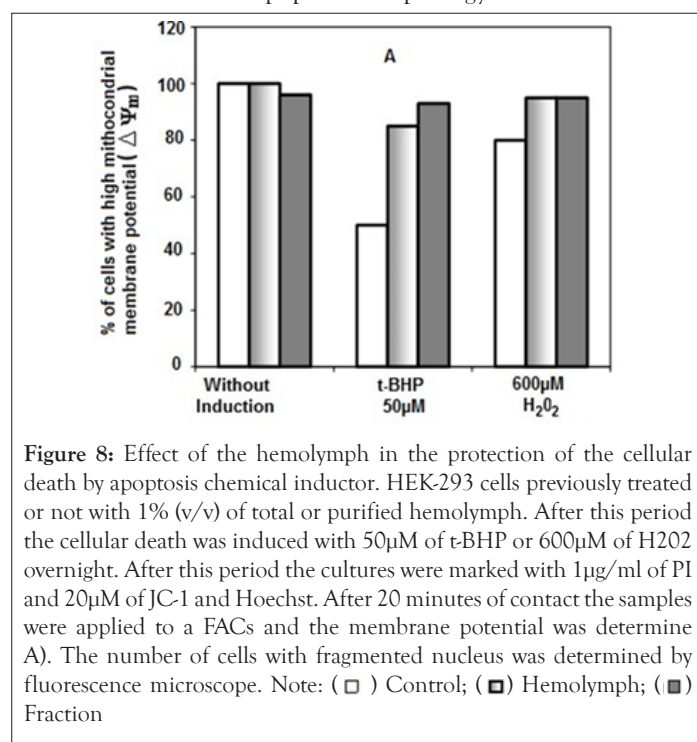 120
A
100
80
60
40
20
0
% of cells with high mithocondrial
membrane potential( △ Ψm)
Without
Induction
t-BHP
50µM
600µM
H₂0₂
Figure 8: Effect of the hemolymph in the protection of the cellular
death by apoptosis chemical inductor. HEK-293 cells previously treated
or not with 1% (v/v) of total or purified hemolymph. After this period
the cellular death was induced with 50µM of t-BHP or 600µM of H202
overnight. After this period the cultures were marked with 1µg/ml of PI
and 20µM of JC-1 and Hoechst. After 20 minutes of contact the samples
were applied to a FACs and the membrane potential was determine
A). The number of cells with fragmented nucleus was determined by
fluorescence microscope. Note: ( ) Control; ( ) Hemolymph; ( )
Fraction